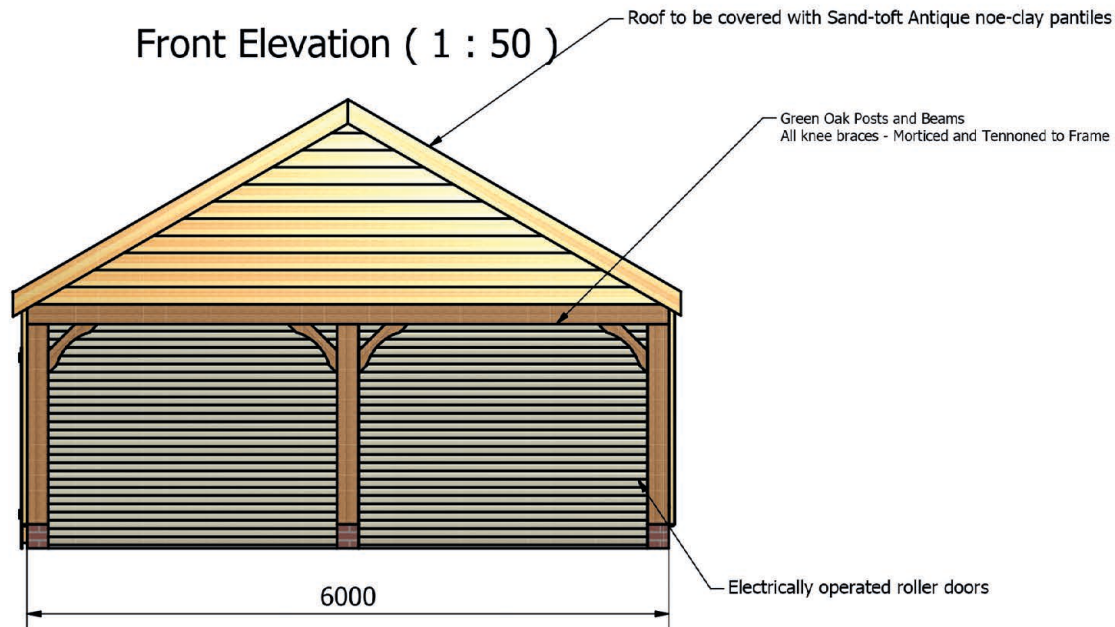 Roof to be covered with Sand-toft Antique noe-clay pantiles
Front Elevation ( 1 : 50 )
Green Oak Posts and Beams
All knee braces - Morticed and Tennoned to Frame
Electrically operated roller doors
6000